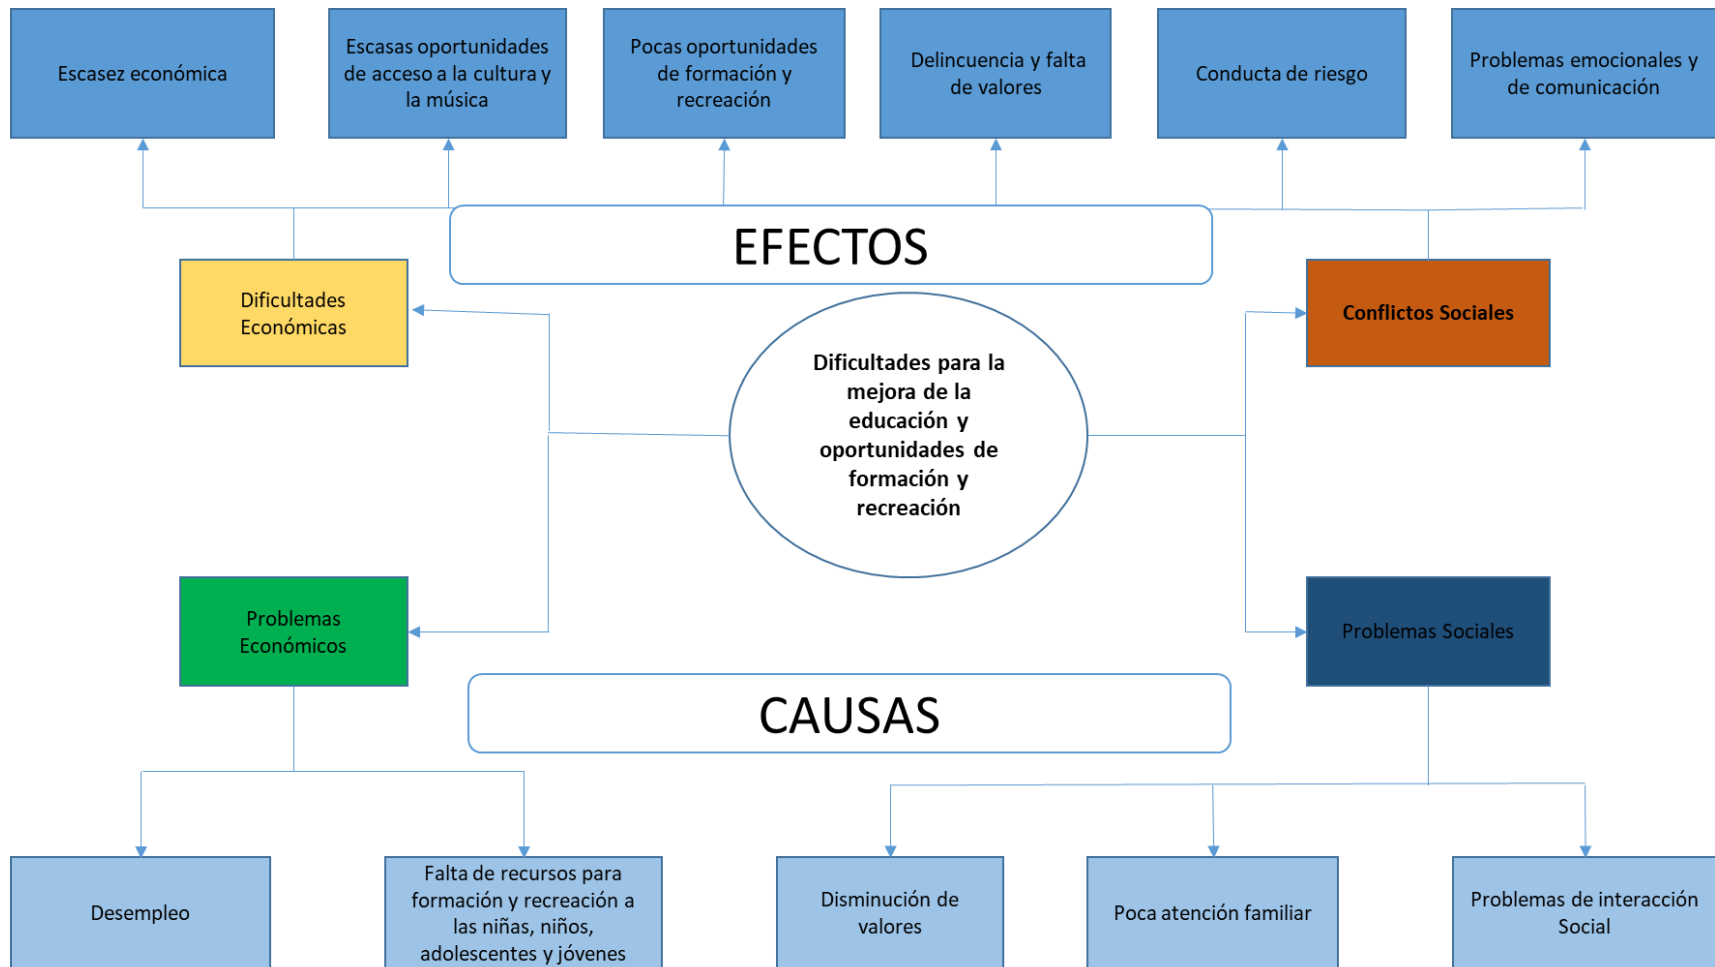 Escasez económica
Escasas oportunidades
de acceso a la cultura y
la música
Pocas oportunidades
de formación y
recreación
Delincuencia y falta
de valores
Conducta de riesgo
Problemas emocionales y
de comunicación
EFECTOS
Dificultades
Económicas
Conflictos Sociales
Dificultades para la
mejora de la
educación y
oportunidades de
formación y
recreación
Problemas
Económicos
Problemas Sociales
CAUSAS
Desempleo
Falta de recursos para
formación y recreación a
las niñas, niños,
adolescentes y jóvenes
Disminución de
valores
Poca atención familiar
Problemas de interacción
Social